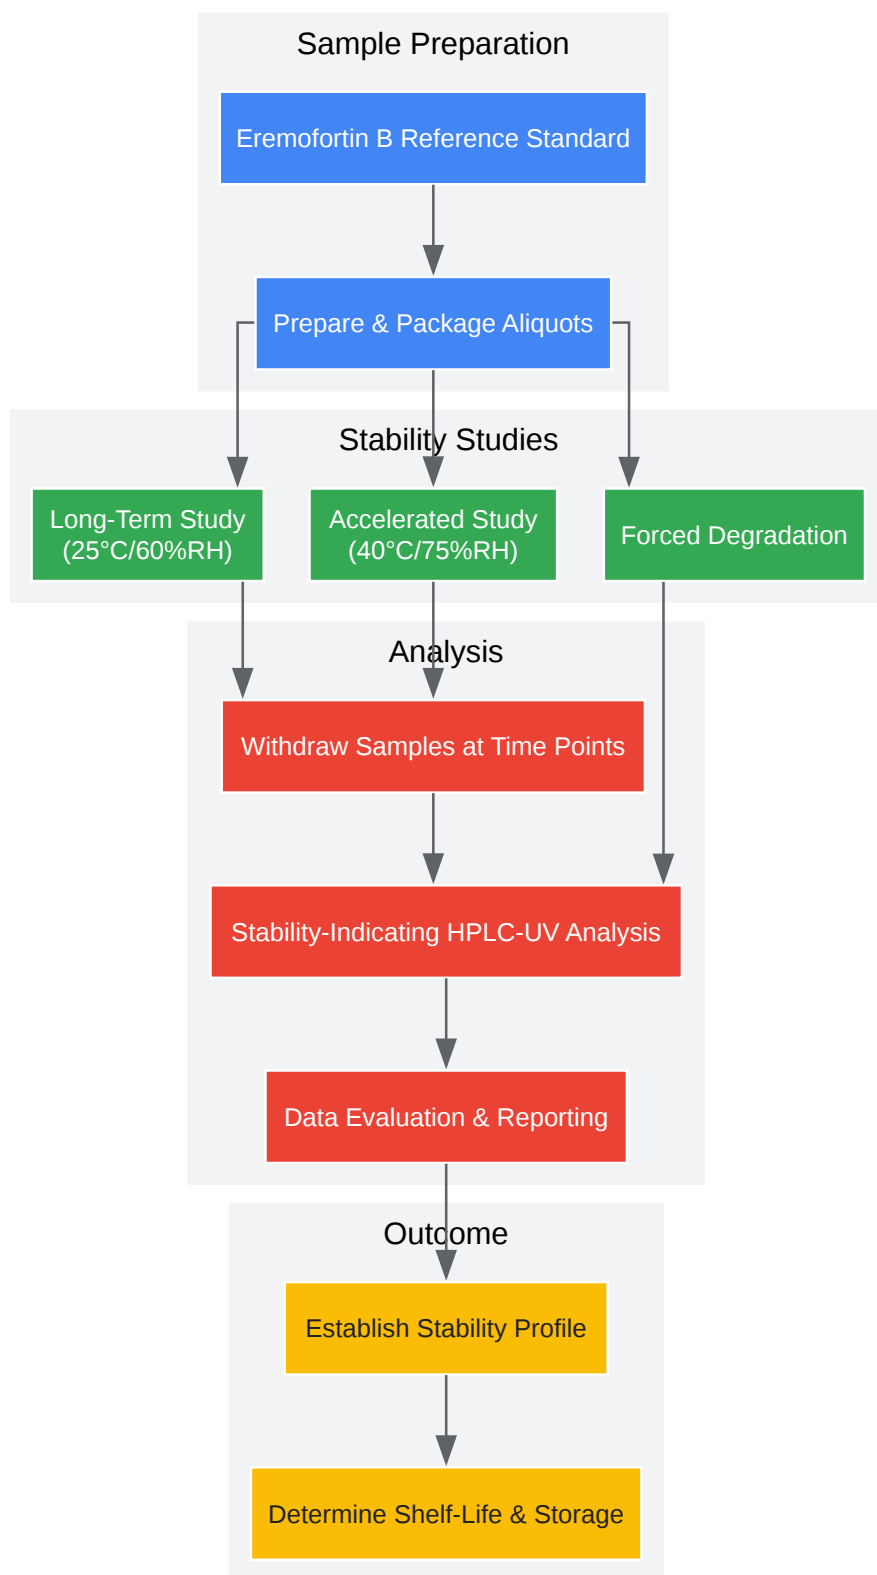 Sample Preparation
Eremofortin B Reference Standard
Prepare & Package Aliquots
Stability Studies
Long-Term Study
(25°C/60%RH)
Accelerated Study
(40°C/75%RH)
Forced Degradation
Analysis
Withdraw Samples at Time Points
Stability-Indicating HPLC-UV Analysis
Data Evaluation & Reporting
Outcome
Establish Stability Profile
Determine Shelf-Life & Storage